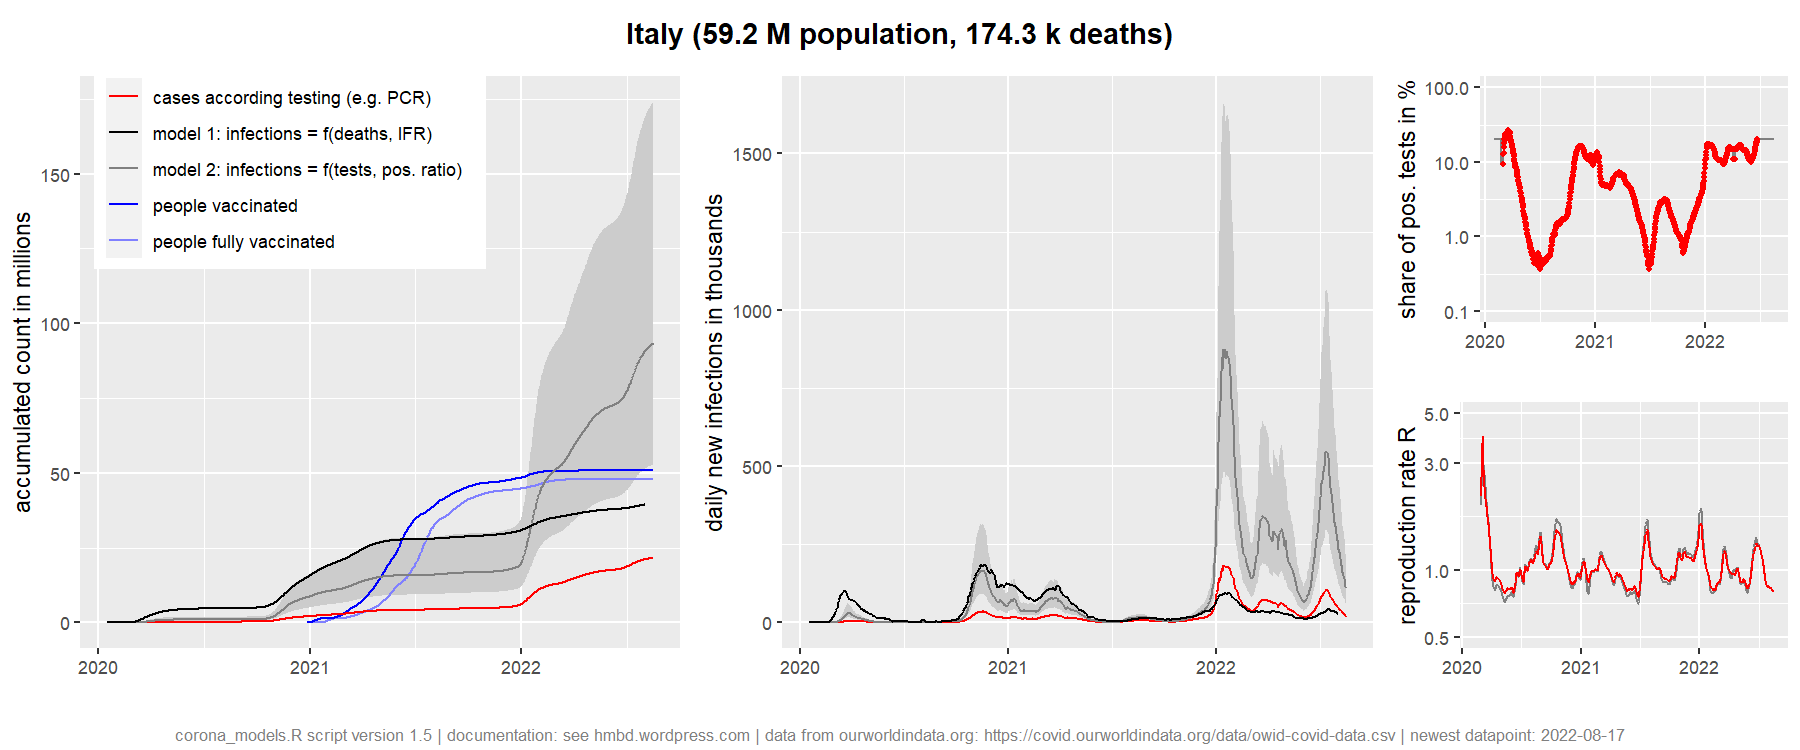 Italy (59.2 M population, 174.3 k deaths)
accumulated count in millions
150
100
50
0
2020
2021
2022
cases according testing (e.g. PCR)
model 1: infections = f(deaths, IFR)
model 2: infections = f(tests, pos. ratio)
people vaccinated
people fully vaccinated
daily new infections in thousands
1500
1000
500
0
2020
2021
2022
share of pos. tests in %
100.0
10.0
1.0
0.1
2020
2021
2022
reproduction rate R
5.0
3.0
1.0
0.5
2020
2021
2022
corona_models.R script version 1.5 | documentation: see hmbd.wordpress.com | data from ourworldindata.org: https://covid.ourworldindata.org/data/owid-covid-data.csv | newest datapoint: 2022-08-17